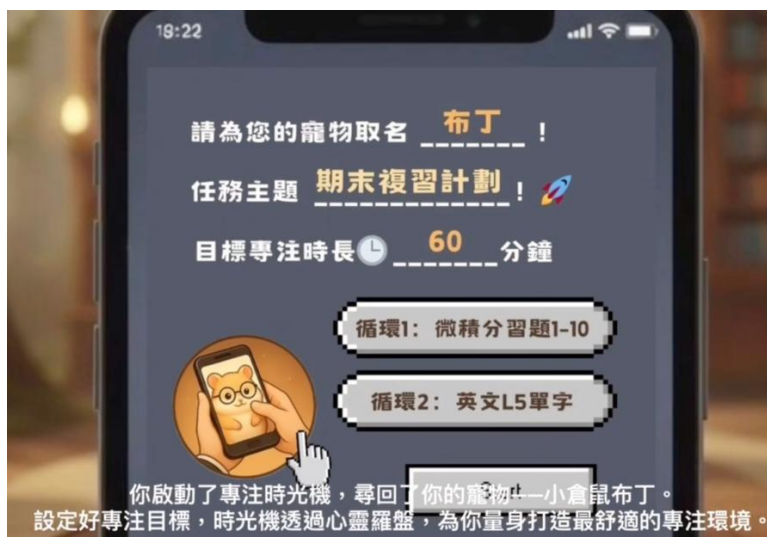 18:22
請為您的寵物取名 布丁 !
任務主題 期末複習計劃 ! 🚀
目標專注時長🕒 60 分鐘
循環1: 微積分習題1-10
循環2: 英文L5單字
你啟動了專注時光機,尋回了你的寵物——小倉鼠布丁。
設定好專注目標,時光機透過心靈羅盤,為你量身打造最舒適的專注環境。